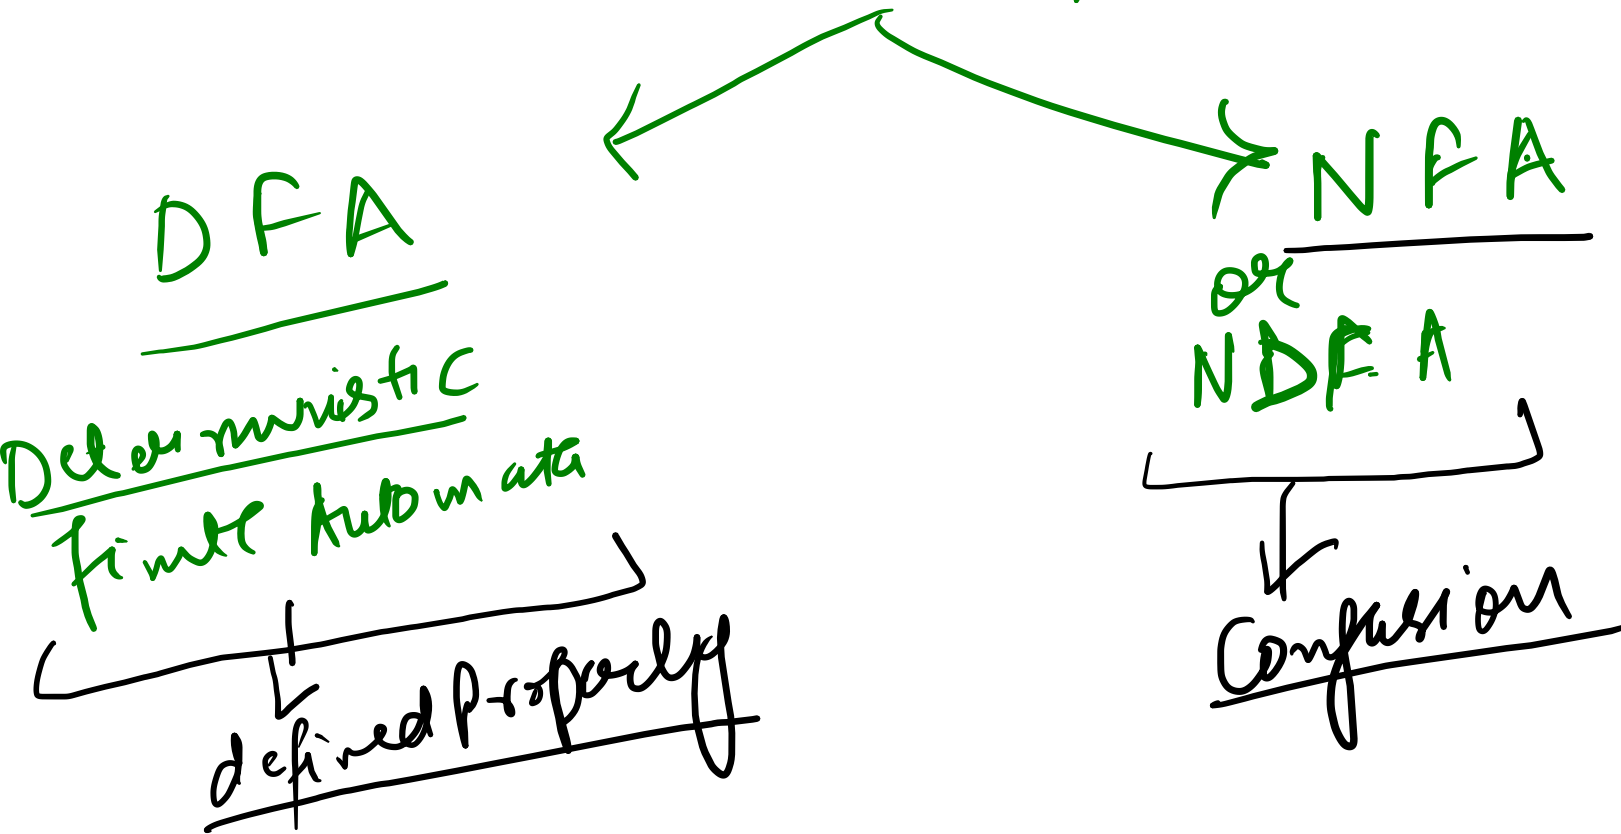 DFA
Deterministic
Finite Automata
defined Properly
NFA
or
NDFA
Confusion